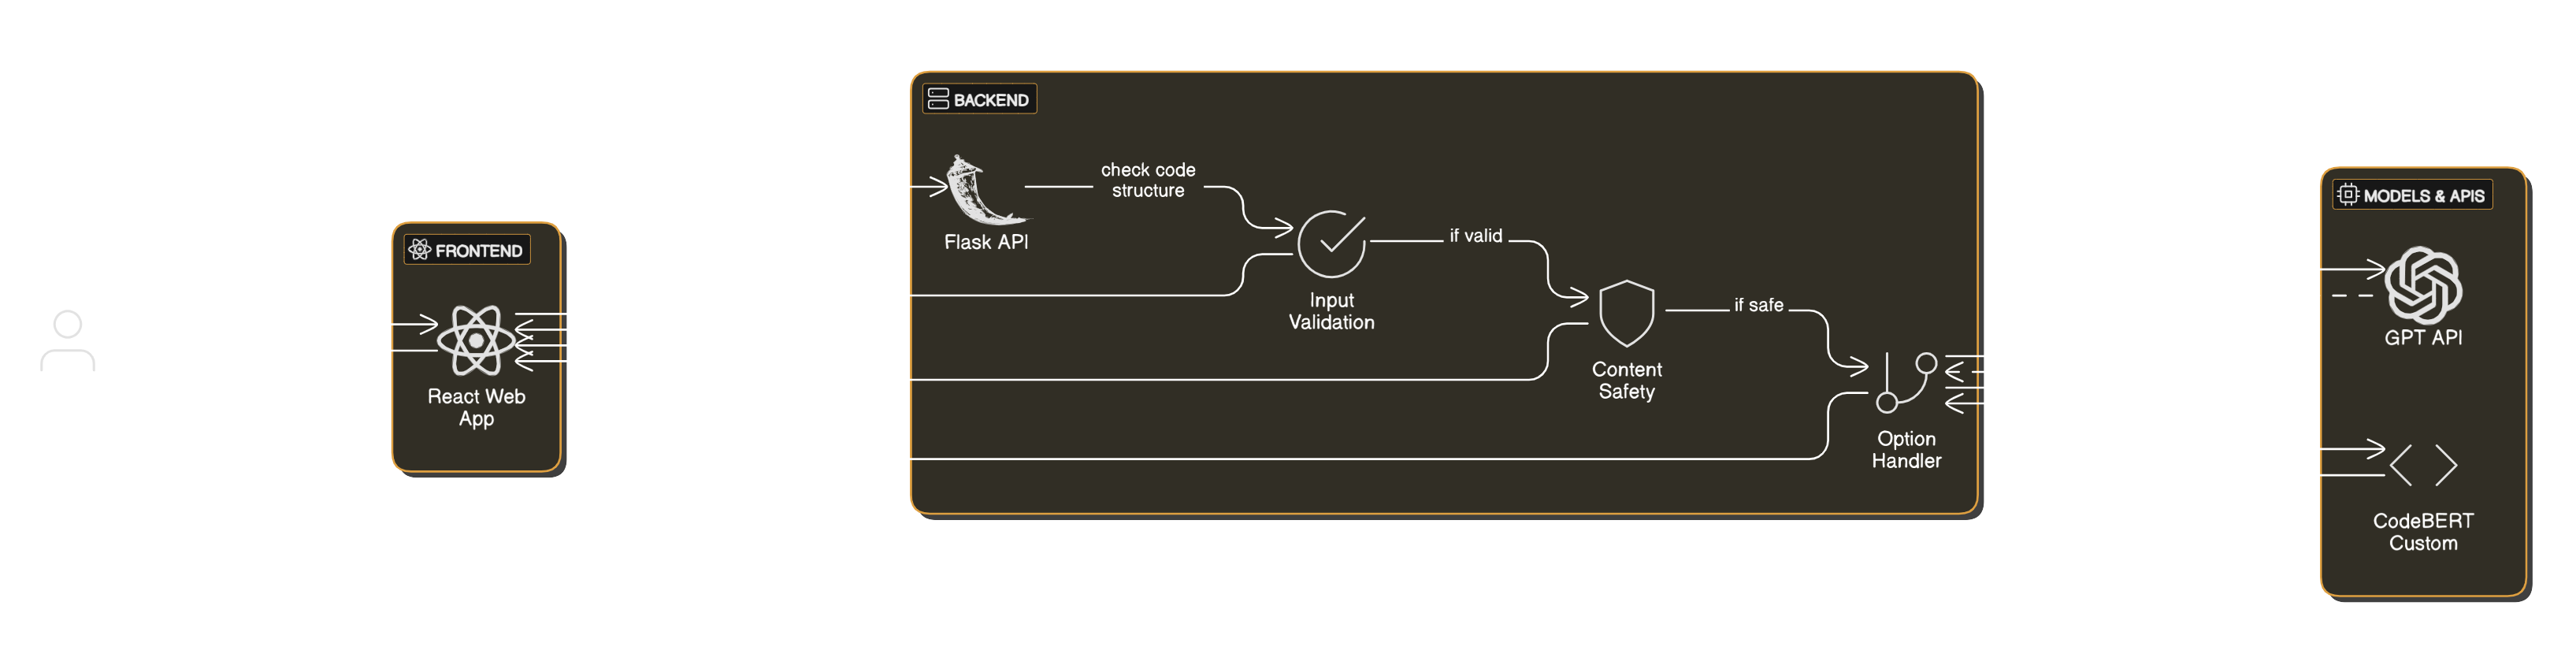 FRONTEND
React Web
App
BACKEND
Flask API
check code
structure
Input
Validation
if valid
Content
Safety
if safe
Option
Handler
MODELS & APIS
GPT API
CodeBERT
Custom